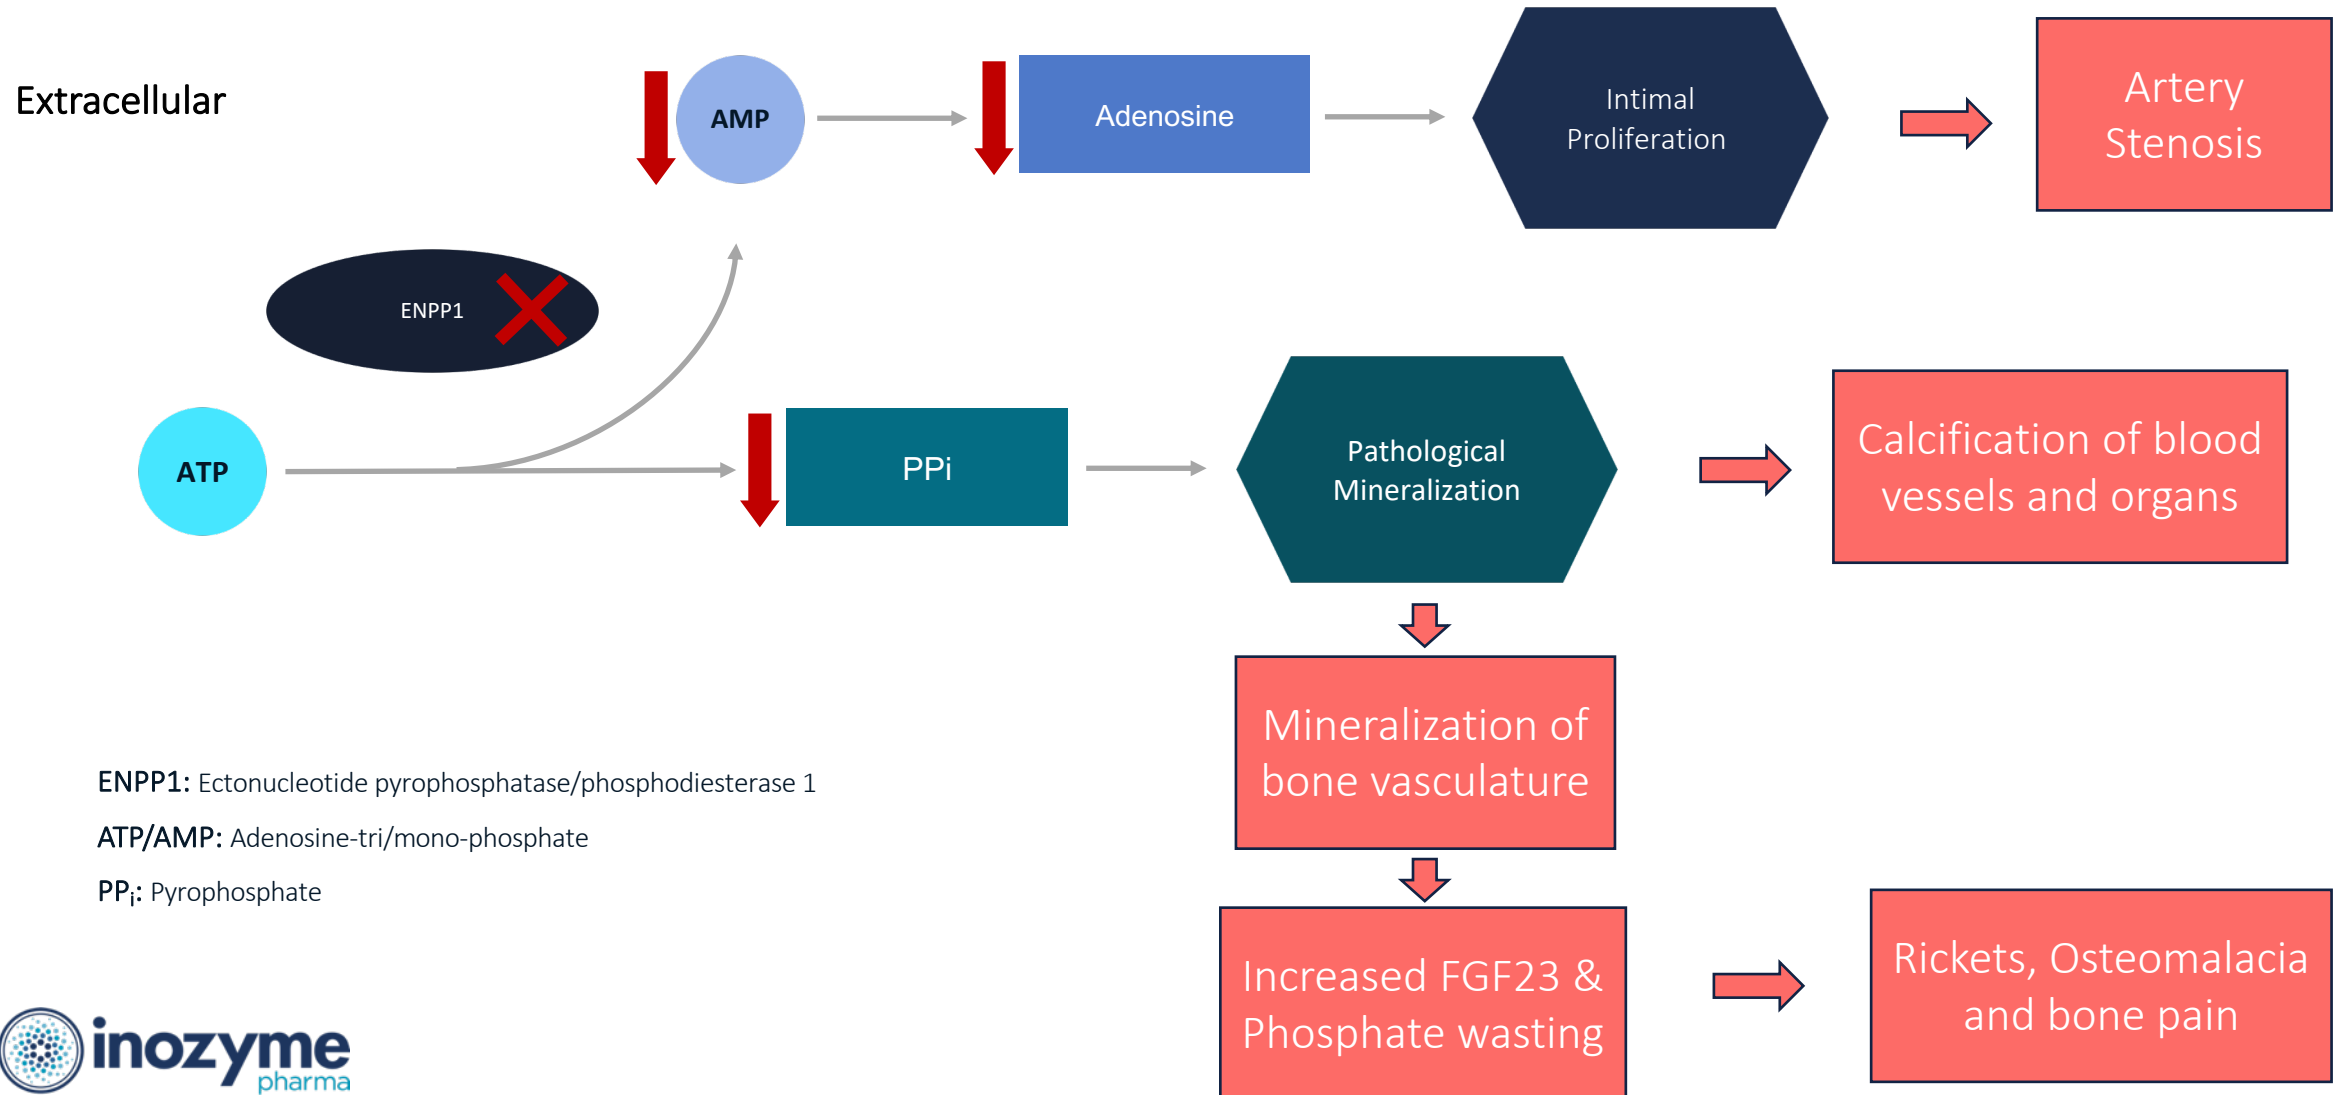 Extracellular
AMP
Adenosine
Intimal
Proliferation
Artery
Stenosis
ENPP1
ATP
PPi
Pathological
Mineralization
Calcification of blood
vessels and organs
Mineralization of
bone vasculature
ENPP1: Ectonucleotide pyrophosphatase/phosphodiesterase 1
ATP/AMP: Adenosine-tri/mono-phosphate
PPi: Pyrophosphate
Increased FGF23 &
Phosphate wasting
Rickets, Osteomalacia
and bone pain
inozyme
pharma